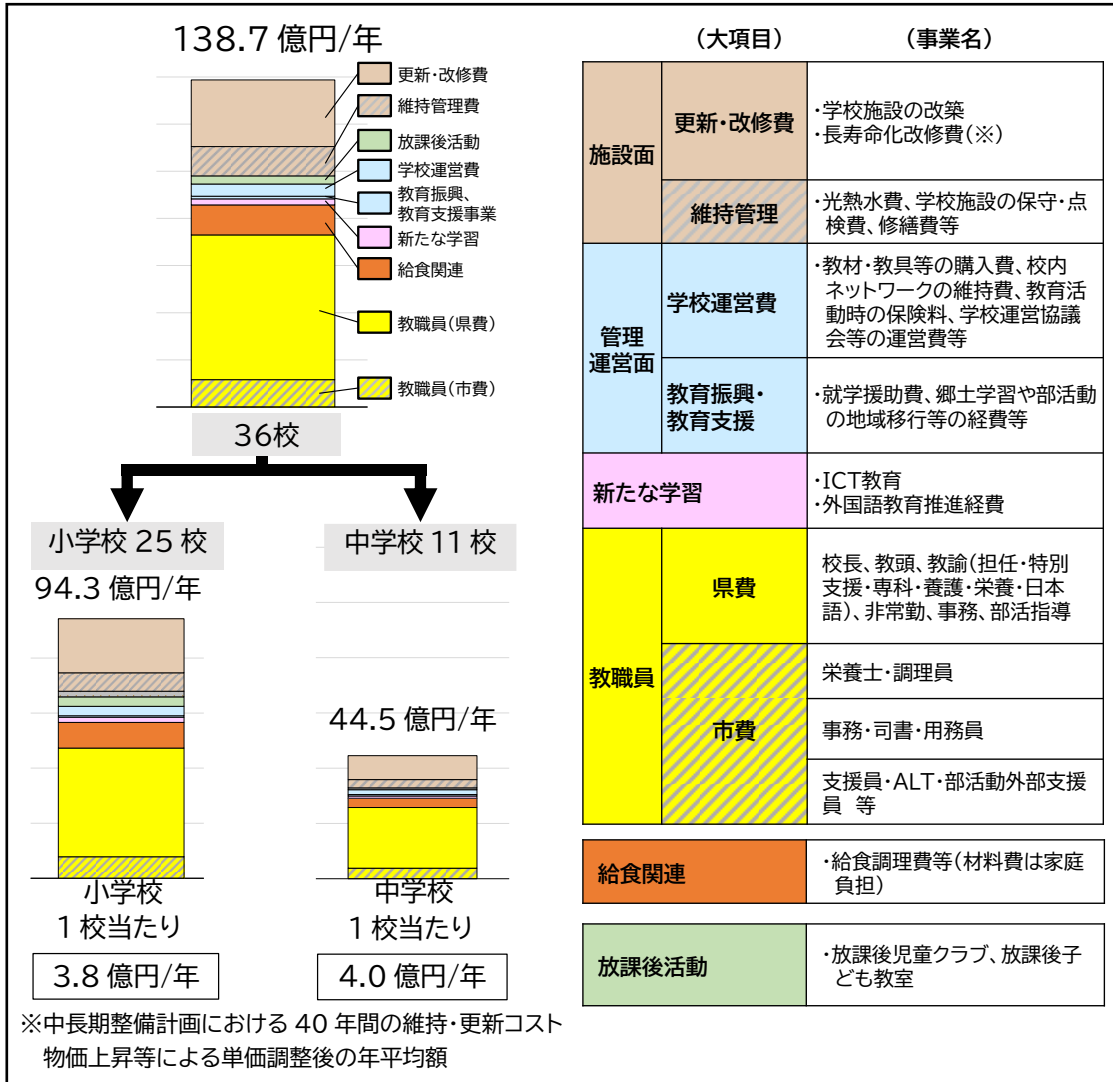 138.7 億円/年
更新・改修費
維持管理費
放課後活動
学校運営費
教育振興、
教育支援事業
新たな学習
給食関連
教職員(県費)
教職員(市費)
36校
小学校 25 校
中学校 11 校
94.3 億円/年
44.5 億円/年
小学校
1 校当たり
3.8 億円/年
中学校
1 校当たり
4.0 億円/年
※中長期整備計画における 40 年間の維持・更新コスト
物価上昇等による単価調整後の年平均額
(大項目)
(事業名)
施設面
更新・改修費
・学校施設の改築
・長寿命化改修費(※)
維持管理
・光熱水費、学校施設の保守・点
検費、修繕費等
管理
運営面
学校運営費
・教材・教具等の購入費、校内
ネットワークの維持費、教育活
動時の保険料、学校運営協議
会等の運営費等
教育振興・
教育支援
・就学援助費、郷土学習や部活動
の地域移行等の経費等
新たな学習
・ICT教育
・外国語教育推進経費
教職員
県費
校長、教頭、教諭(担任・特別
支援・専科・養護・栄養・日本
語)、非常勤、事務、部活指導
市費
栄養士・調理員
事務・司書・用務員
支援員・ALT・部活動外部支援
員 等
給食関連
・給食調理費等(材料費は家庭
負担)
放課後活動
・放課後児童クラブ、放課後子
ども教室